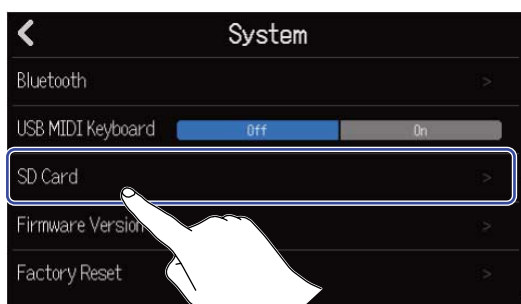 System
Bluetooth
USB MIDI Keyboard Off On
SD Card
Firmware Version
Factory Reset